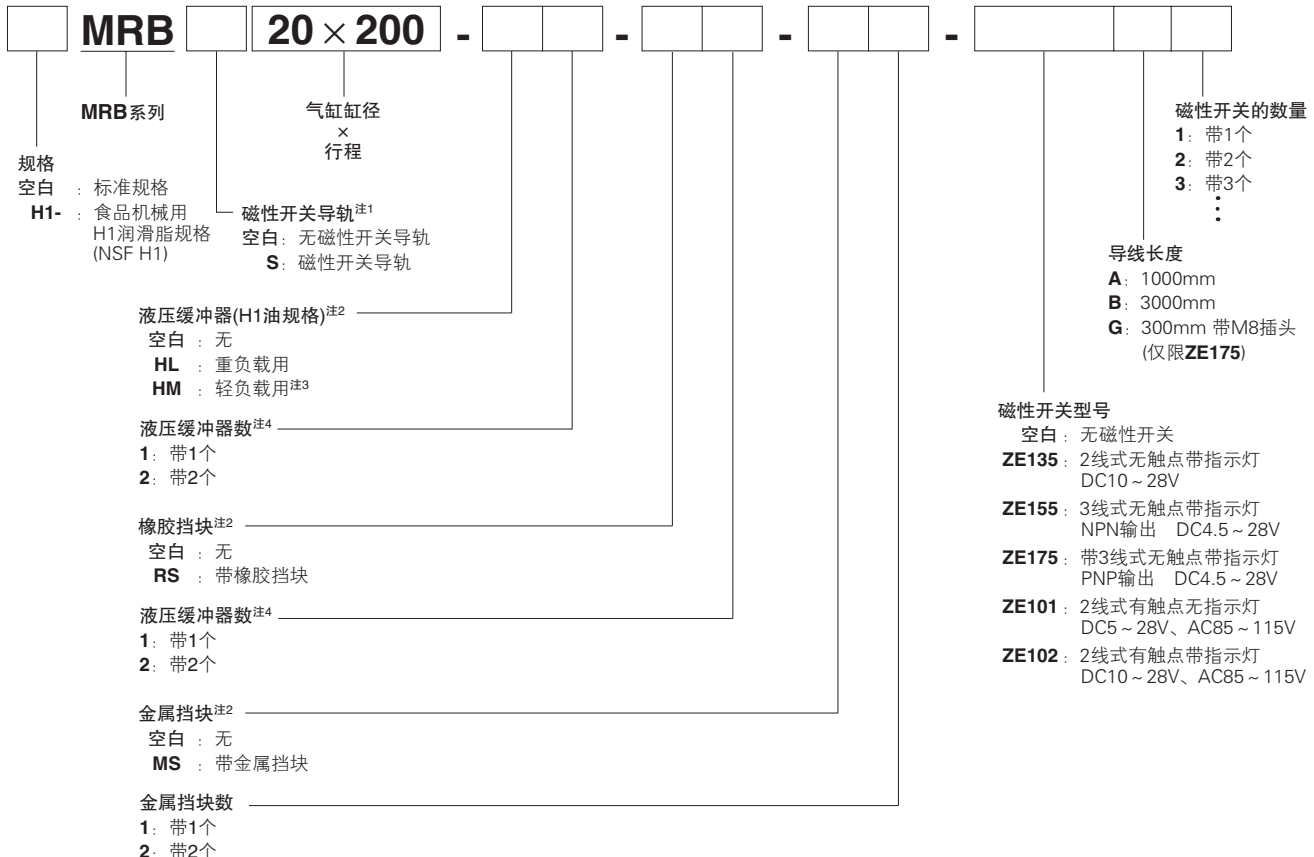 MRB 20×200 - - - -
MRB系列
气缸缸径
×
行程
规格
空白 : 标准规格
H1- : 食品机械用
H1润滑脂规格
(NSF H1)
磁性开关导轨注1
空白: 无磁性开关导轨
S: 磁性开关导轨
液压缓冲器(H1油规格)注2
空白 : 无
HL : 重负载用
HM : 轻负载用注3
液压缓冲器数注4
1: 带1个
2: 带2个
橡胶挡块注2
空白 : 无
RS : 带橡胶挡块
液压缓冲器数注4
1: 带1个
2: 带2个
金属挡块注2
空白 : 无
MS : 带金属挡块
金属挡块数
1: 带1个
2: 带2个
磁性开关的数量
1: 带1个
2: 带2个
3: 带3个
⋮
导线长度
A: 1000mm
B: 3000mm
G: 300mm 带M8插头
(仅限ZE175)
磁性开关型号
空白: 无磁性开关
ZE135: 2线式无触点带指示灯
DC10~28V
ZE155: 3线式无触点带指示灯
NPN输出 DC4.5~28V
ZE175: 带3线式无触点带指示灯
PNP输出 DC4.5~28V
ZE101: 2线式有触点无指示灯
DC5~28V、AC85~115V
ZE102: 2线式有触点带指示灯
DC10~28V、AC85~115V